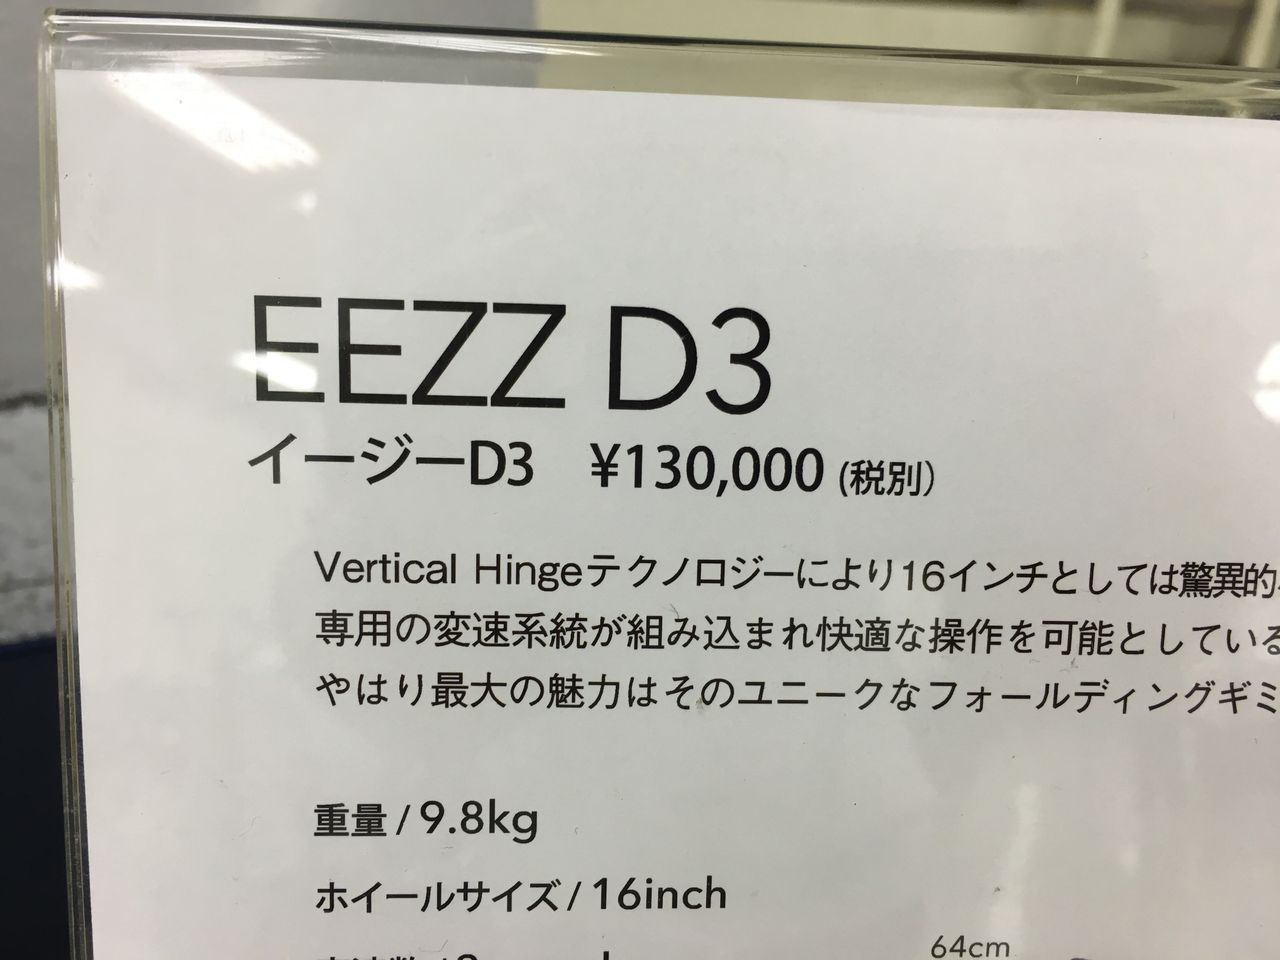 EEZZ D3
イージーD3 ¥130,000 (税別)
Vertical Hingeテクノロジーにより16インチとしては驚異的
専用の変速系統が組み込まれ快適な操作を可能としている
やはり最大の魅力はそのユニークなフォールディングギミ
重量 / 9.8kg
ホイールサイズ / 16inch
64cm